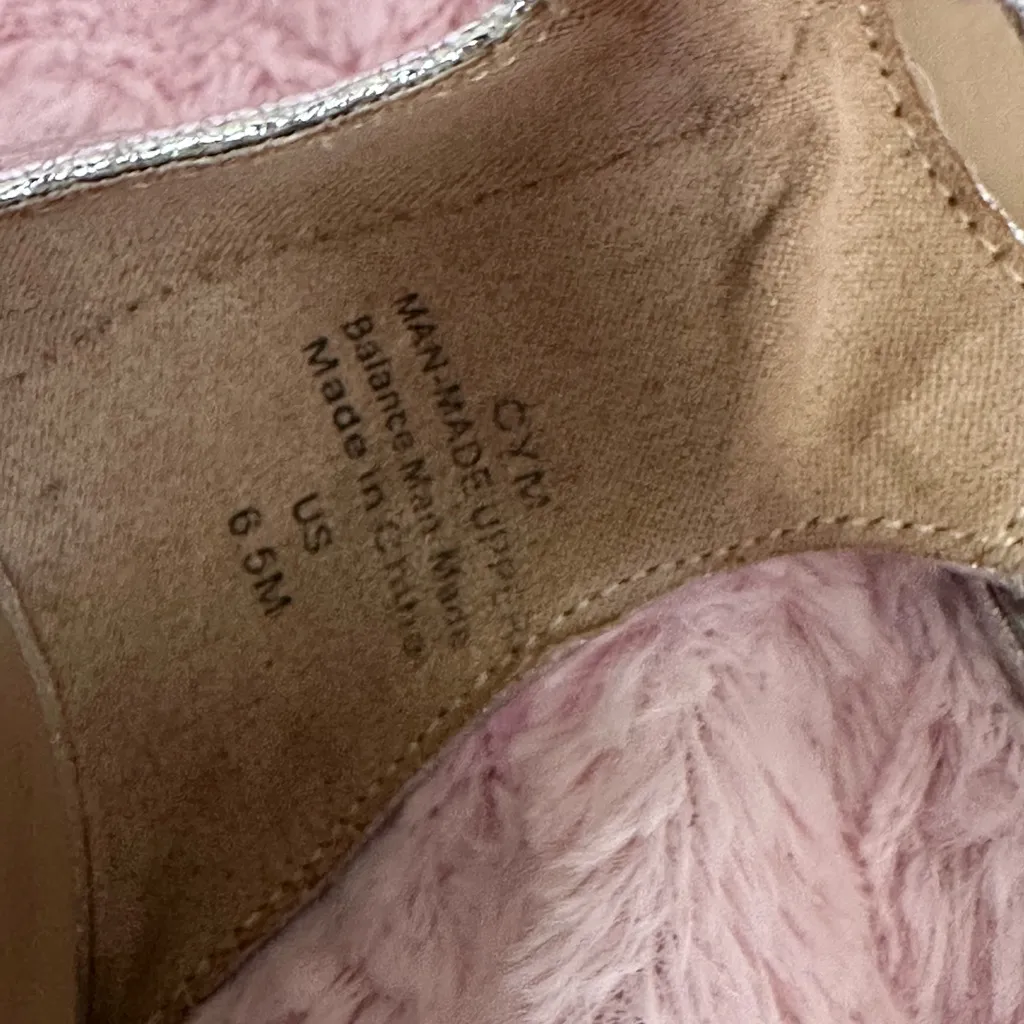 CYM
MAN-MADE UPPER
Balance Man Made
Made in China
US
6.5M